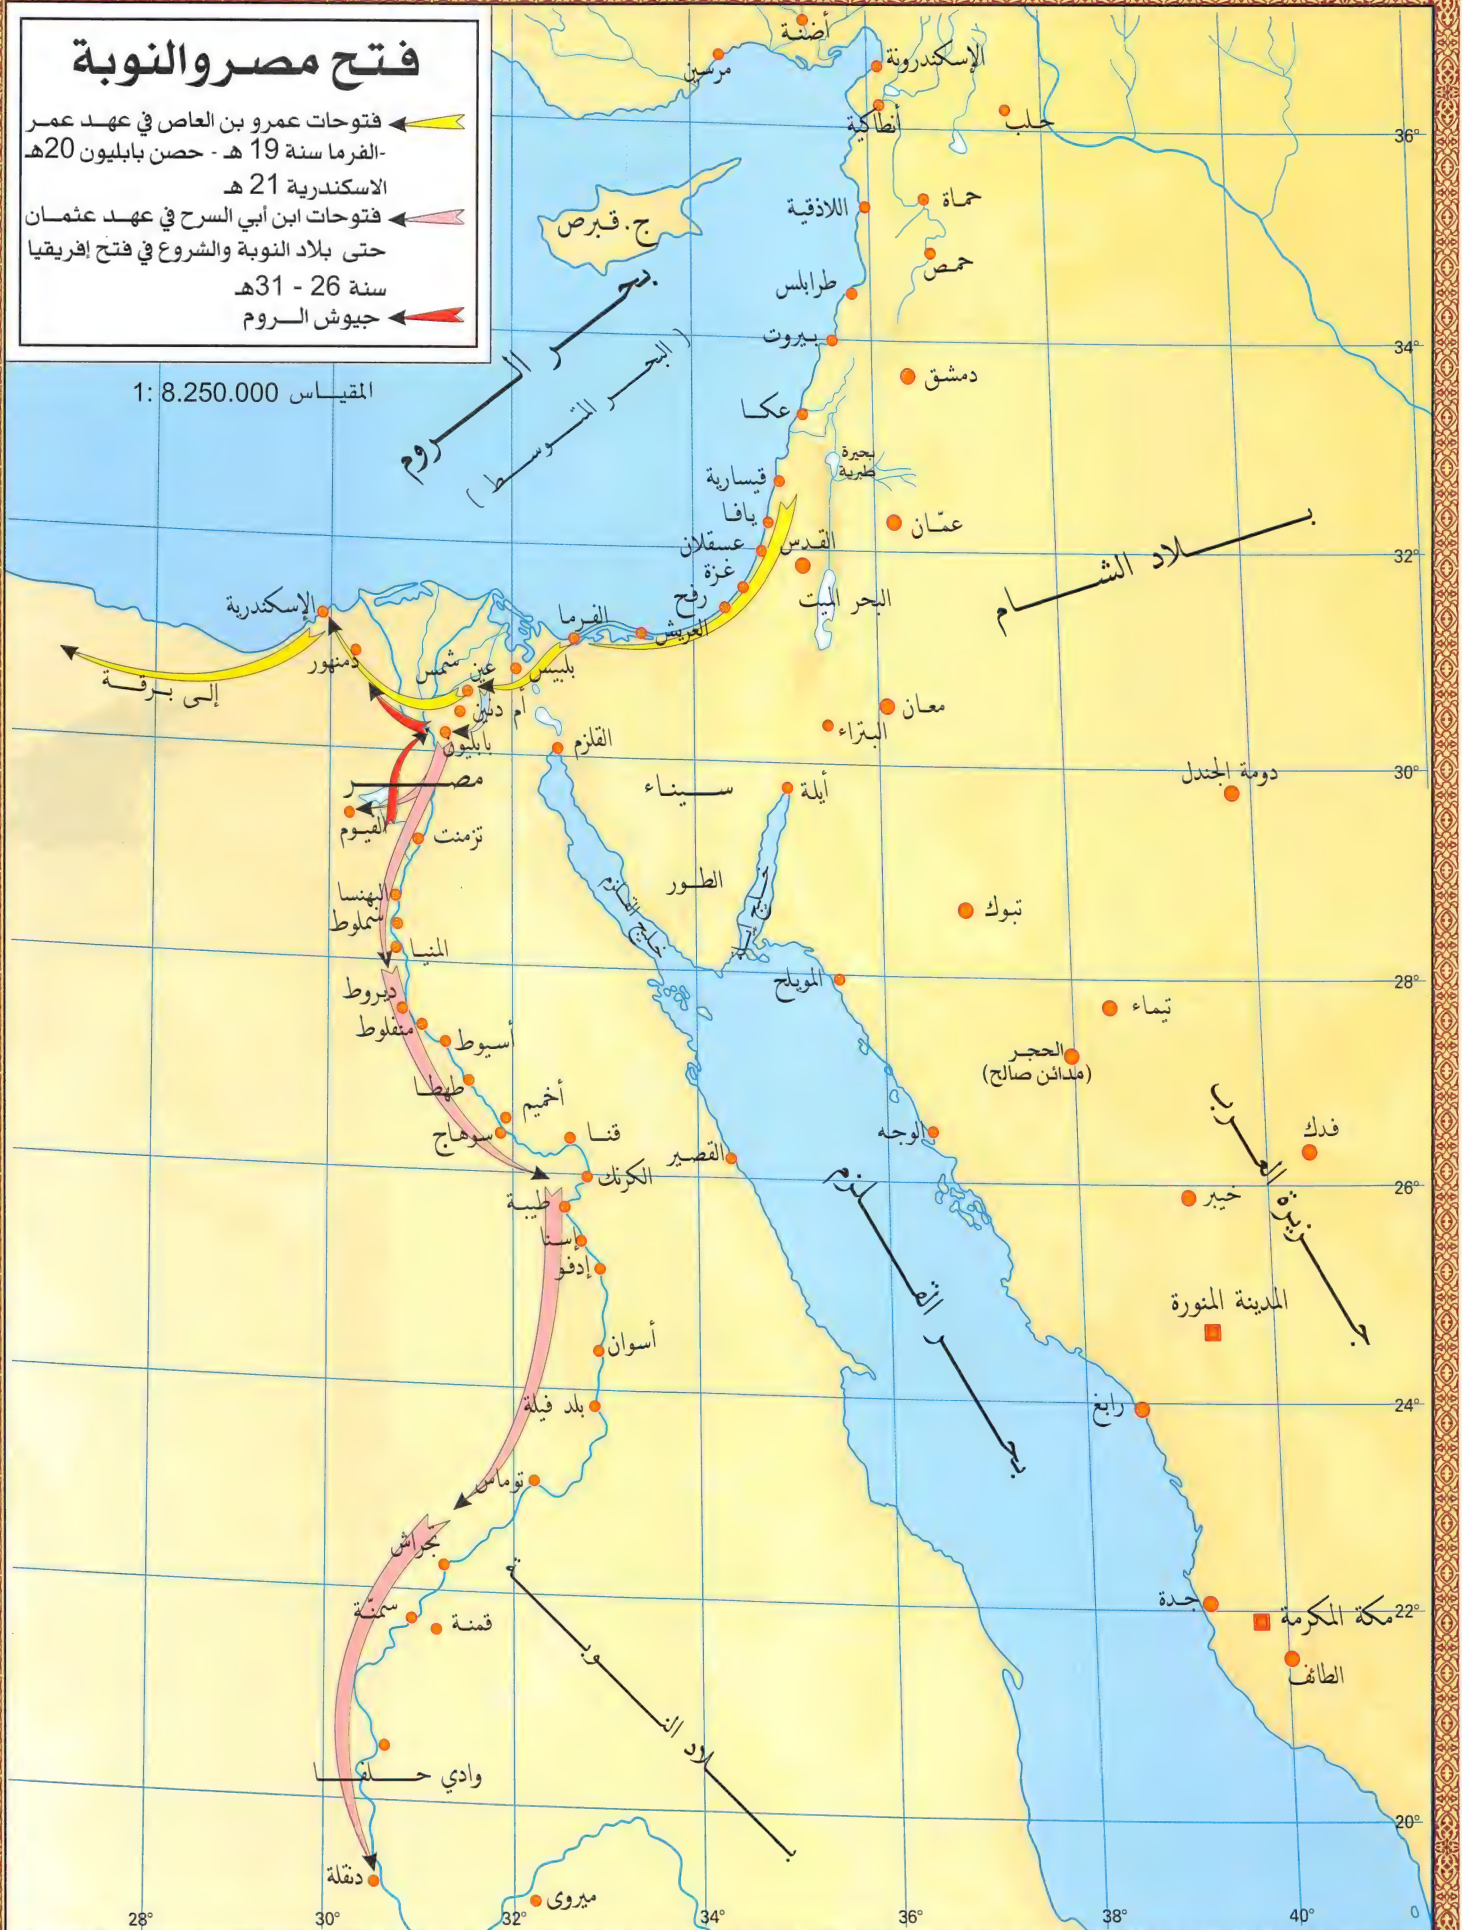 فتح مصر والنوبة
فتوحات عمرو بن العاص في عهد عمر
-الفرما سنة 19 هـ - حصن بابليون 20هـ
الاسكندرية 21 هـ
فتوحات ابن أبي السرح في عهد عثمان
حتى بلاد النوبة والشروع في فتح إفريقيا
سنة 26 - 31هـ
جيوش الروم
المقياس 8.250.000 :1
أضنة
مرسين
الإسكندرونة
أنطاكية
حلب
36°
ج. قبرص
اللاذقية
حماة
حمص
طرابلس
بحر الروم
(البحر المتوسط)
بيروت
34°
دمشق
عكا
بحيرة
طبرية
قيسارية
يافا
عمّان
بلاد الشام
عسقلان
القدس
32°
غزة
رفح
البحر الميت
العريش
الفرما
الإسكندرية
دمنهور
إلى برقة
عين شمس
بلبيس
أم دنين
بابليون
القلزم
معان
البتراء
مصر
سيناء
أيلة
30°
دومة الجندل
الفيوم
تزمنت
الطور
خليج القلزم
خليج أيلة
البهنسا
سملوط
المنيا
تبوك
المويلح
28°
ديروط
منفلوط
أسيوط
تيماء
الحجر
(مدائن صالح)
طهطا
أخميم
سوهاج
قنا
القصير
الوجه
فدك
جزيرة العرب
الكرنك
26°
طيبة
خيبر
إسنا
إدفو
بحر القلزم
المدينة المنورة
أسوان
بلد فيلة
رابغ
24°
توماس
تجراش
بلاد النوبة
سمنّة
قمنة
جدة
مكة المكرمة
22°
الطائف
وادي حلفا
20°
دنقلة
ميروى
28°
30°
32°
34°
36°
38°
40°